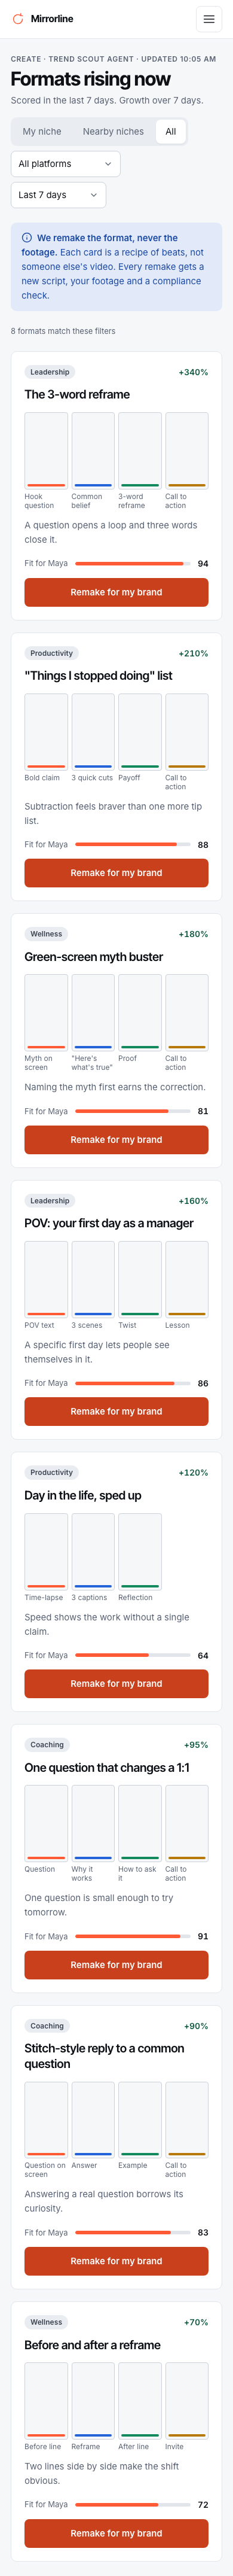 Mirrorline
CREATE · TREND SCOUT AGENT · UPDATED 10:05 AM
Formats rising now
Scored in the last 7 days. Growth over 7 days.
My niche Nearby niches All
All platforms
Last 7 days
We remake the format, never the
footage. Each card is a recipe of beats, not
someone else's video. Every remake gets a
new script, your footage and a compliance
check.
8 formats match these filters
Leadership +340%
The 3-word reframe
Hook question Common belief 3-word reframe Call to action
A question opens a loop and three words
close it.
Fit for Maya 94
Remake for my brand
Productivity +210%
"Things I stopped doing" list
Bold claim 3 quick cuts Payoff Call to action
Subtraction feels braver than one more tip
list.
Fit for Maya 88
Remake for my brand
Wellness +180%
Green-screen myth buster
Myth on screen "Here's what's true" Proof Call to action
Naming the myth first earns the correction.
Fit for Maya 81
Remake for my brand
Leadership +160%
POV: your first day as a manager
POV text 3 scenes Twist Lesson
A specific first day lets people see
themselves in it.
Fit for Maya 86
Remake for my brand
Productivity +120%
Day in the life, sped up
Time-lapse 3 captions Reflection
Speed shows the work without a single
claim.
Fit for Maya 64
Remake for my brand
Coaching +95%
One question that changes a 1:1
Question Why it works How to ask it Call to action
One question is small enough to try
tomorrow.
Fit for Maya 91
Remake for my brand
Coaching +90%
Stitch-style reply to a common
question
Question on screen Answer Example Call to action
Answering a real question borrows its
curiosity.
Fit for Maya 83
Remake for my brand
Wellness +70%
Before and after a reframe
Before line Reframe After line Invite
Two lines side by side make the shift
obvious.
Fit for Maya 72
Remake for my brand